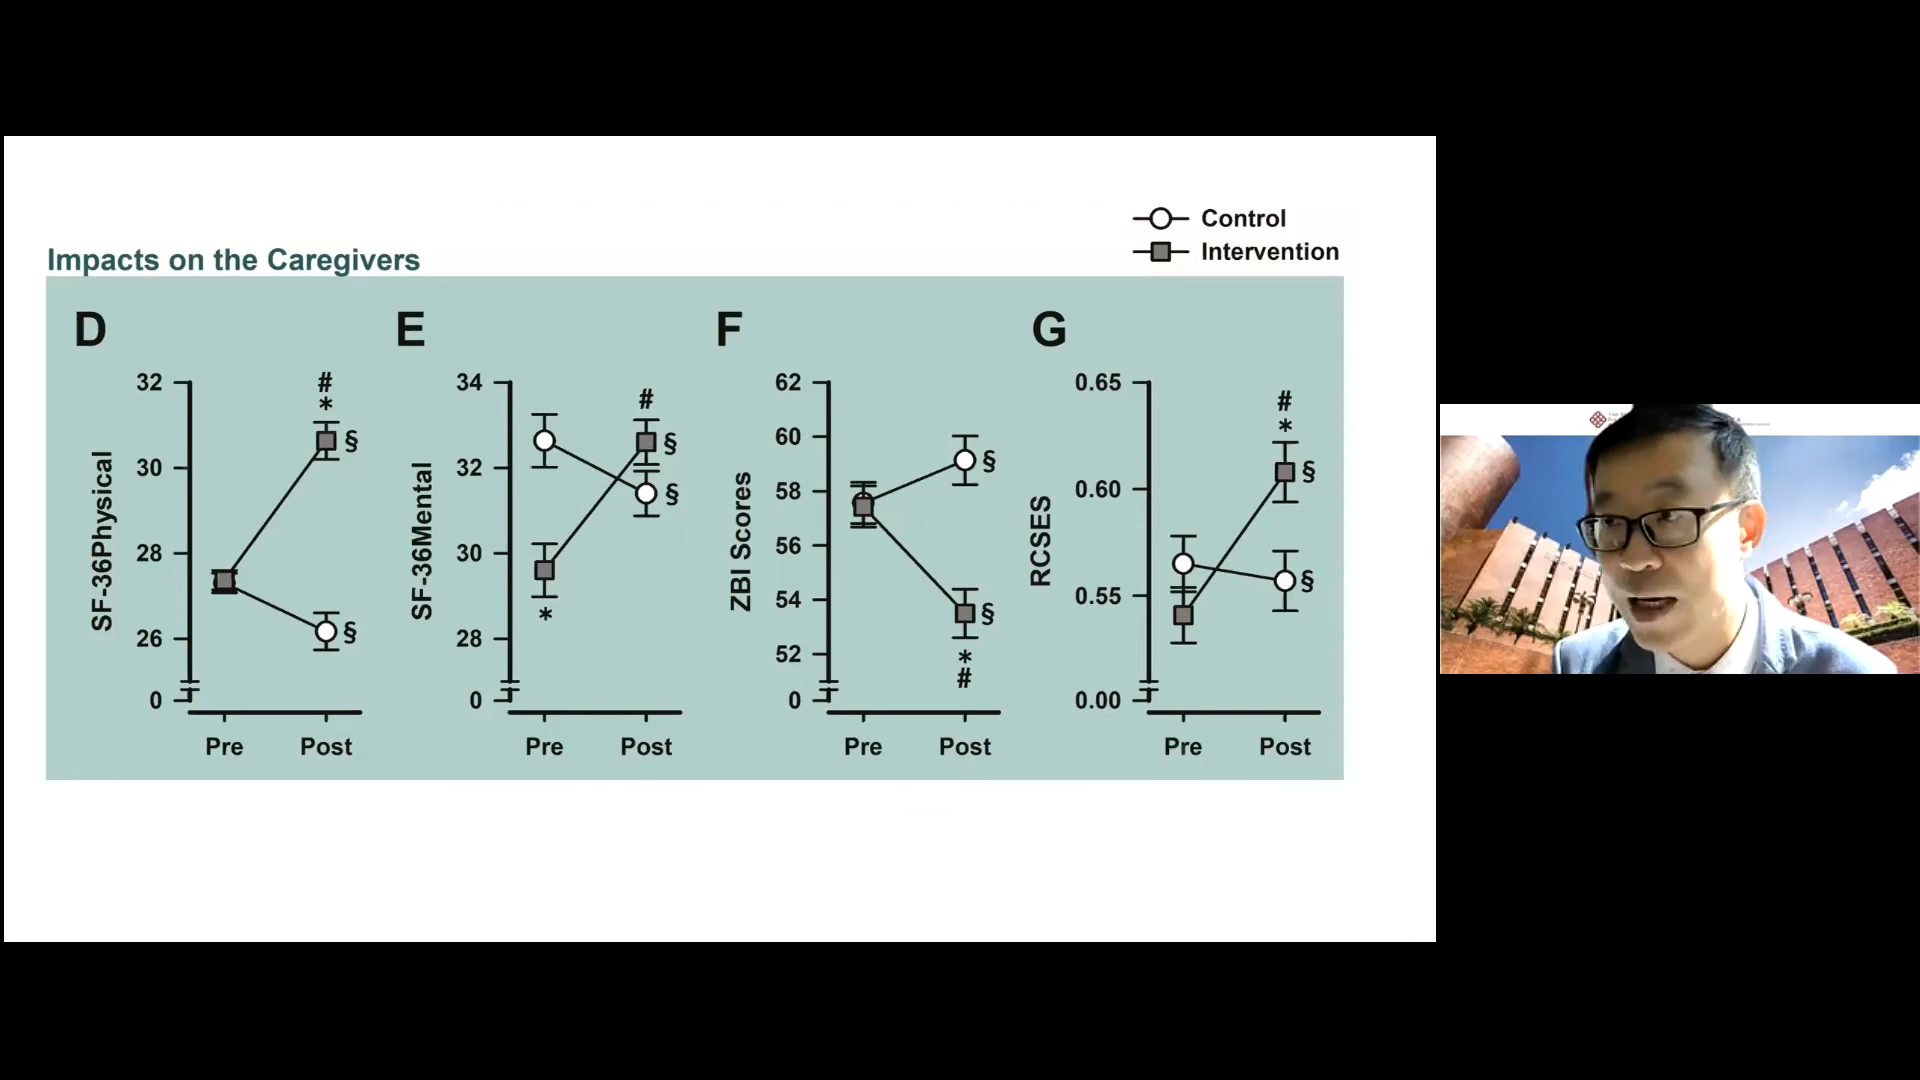 Control
Intervention
Impacts on the Caregivers
D
SF-36Physical
32
30
28
26
0
#
*
§
§
Pre
Post
E
SF-36Mental
34
32
30
28
0
#
§
§
*
Pre
Post
F
ZBI Scores
62
60
58
56
54
52
0
§
§
*
#
Pre
Post
G
RCSES
0.65
0.60
0.55
0.00
#
*
§
§
Pre
Post